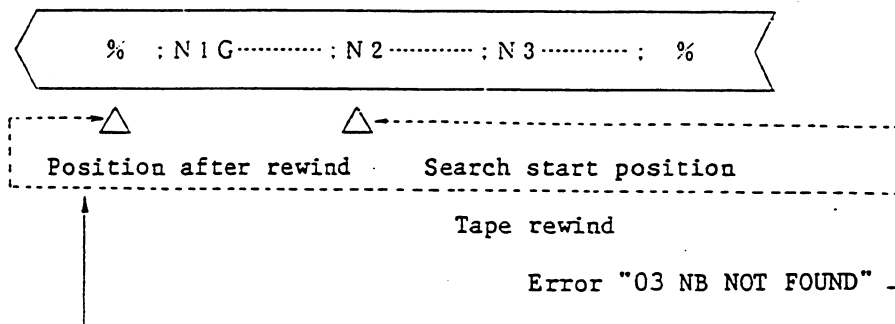 % ; N1G············ ; N2··········· ; N3············ ; %
Position after rewind Search start position
Tape rewind
Error "03 NB NOT FOUND"